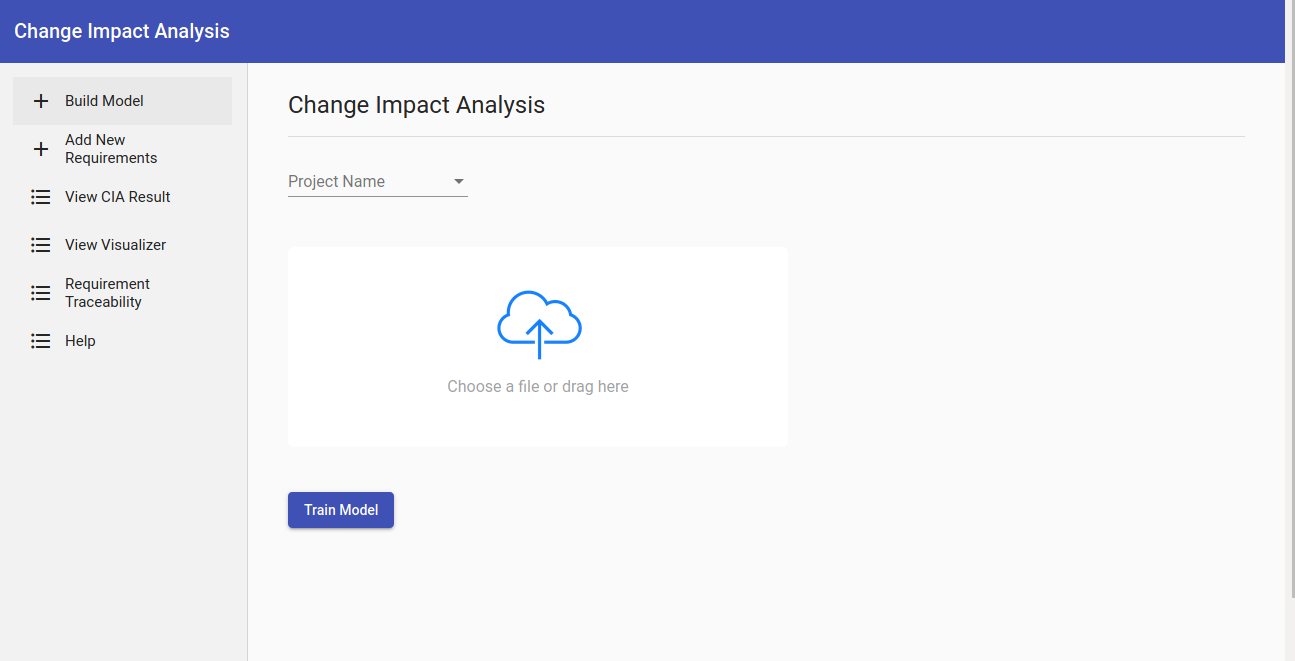 Change Impact Analysis
Build Model
Add New
Requirements
View CIA Result
View Visualizer
Requirement
Traceability
Help
Change Impact Analysis
Project Name
Choose a file or drag here
Train Model